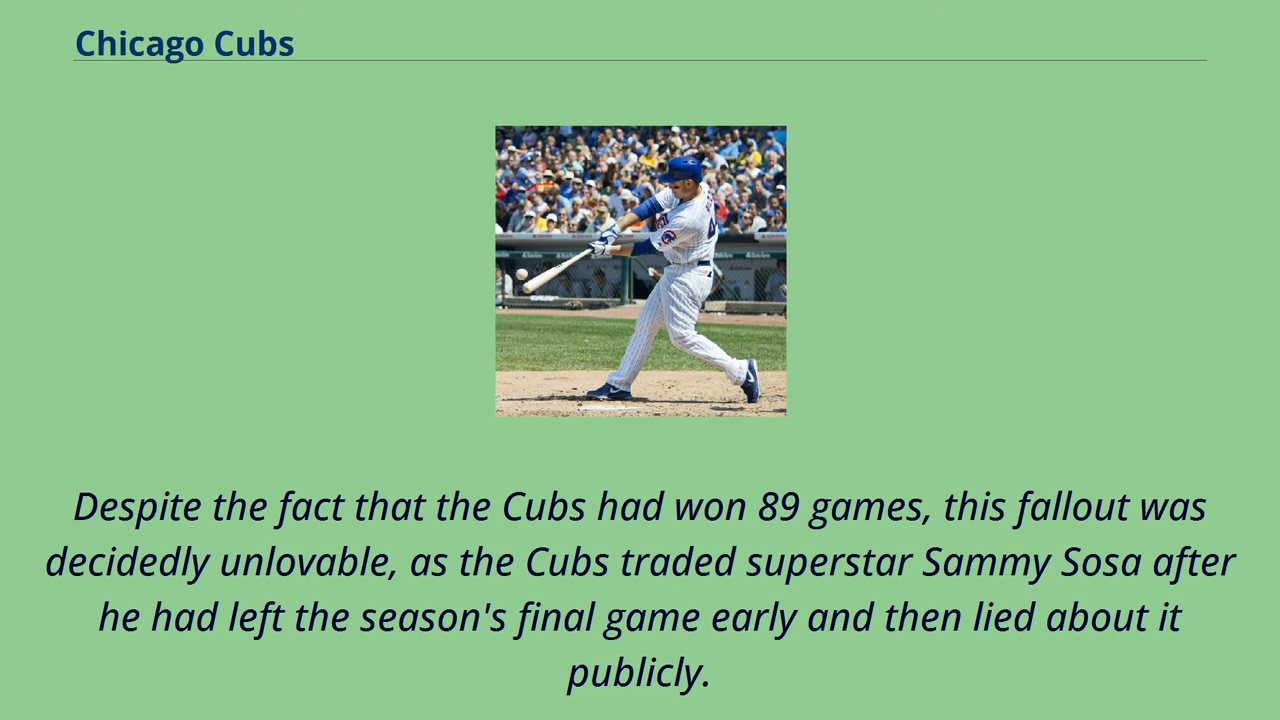 Chicago Cubs
Despite the fact that the Cubs had won 89 games, this fallout was
decidedly unlovable, as the Cubs traded superstar Sammy Sosa after
he had left the season's final game early and then lied about it
publicly.